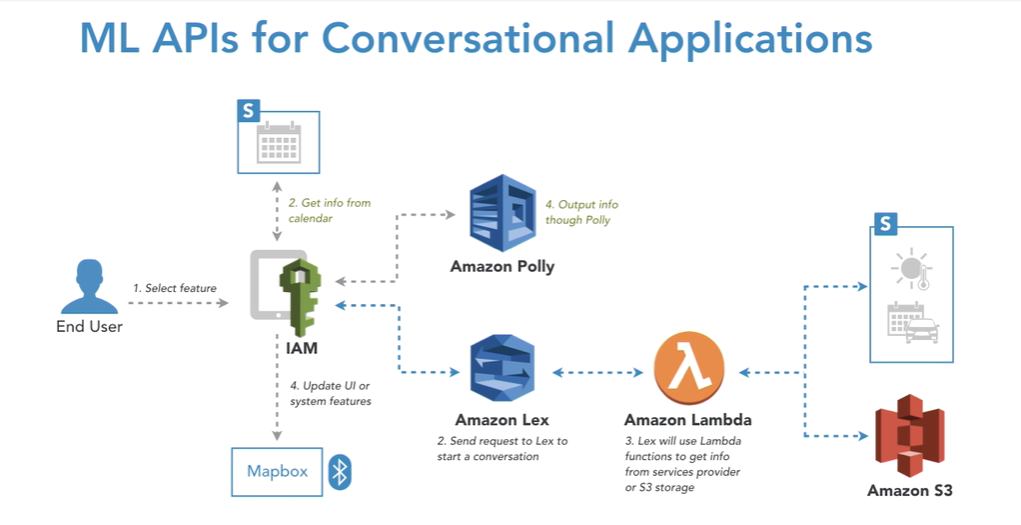 ML APIs for Conversational Applications
S
2. Get info from
calendar
4. Output info
though Polly
Amazon Polly
S
1. Select feature
End User
IAM
4. Update UI or
system features
Mapbox
Amazon Lex
2. Send request to Lex to
start a conversation
λ
Amazon Lambda
3. Lex will use Lambda
functions to get info
from services provider
or S3 storage
Amazon S3